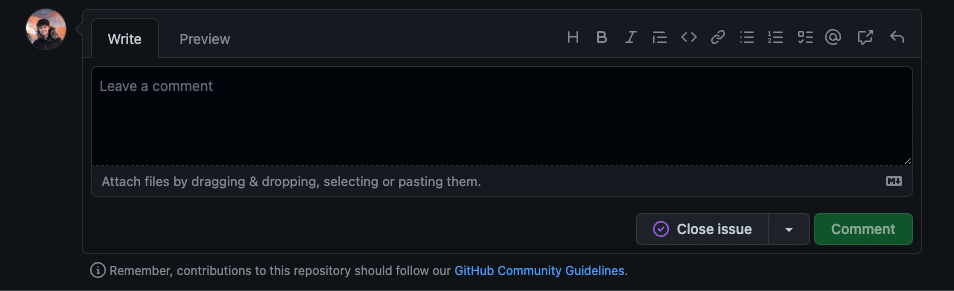 Write Preview H B I @
Leave a comment
Attach files by dragging & dropping, selecting or pasting them. M
Close issue Comment
Remember, contributions to this repository should follow our GitHub Community Guidelines.